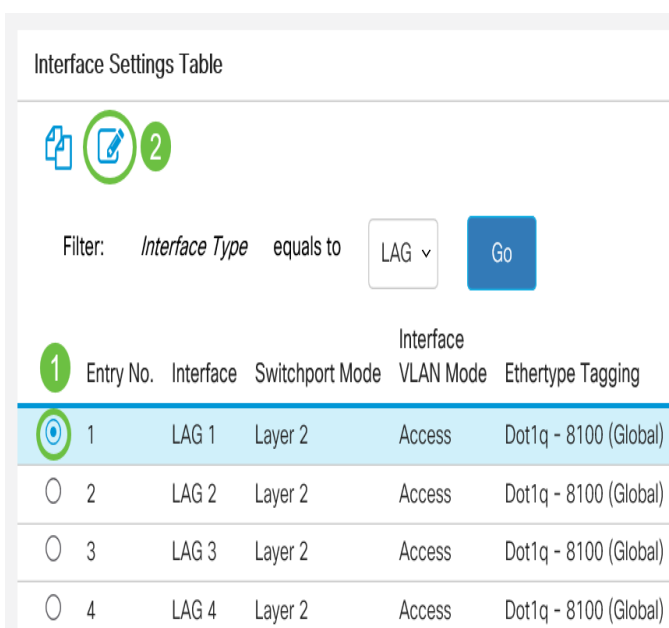 Interface Settings Table
2
Filter: Interface Type equals to LAG Go
Interface
1 Entry No. Interface Switchport Mode VLAN Mode Ethertype Tagging
1 LAG 1 Layer 2 Access Dot1q - 8100 (Global)
2 LAG 2 Layer 2 Access Dot1q - 8100 (Global)
3 LAG 3 Layer 2 Access Dot1q - 8100 (Global)
4 LAG 4 Layer 2 Access Dot1q - 8100 (Global)